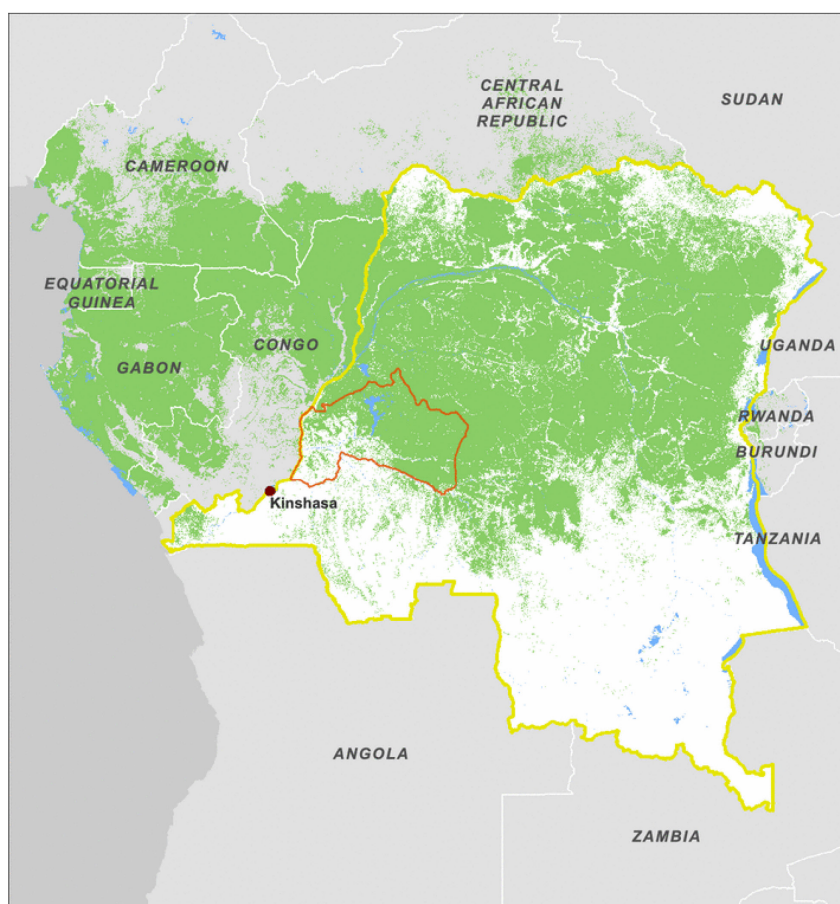 CENTRAL
AFRICAN
REPUBLIC
SUDAN
CAMEROON
EQUATORIAL
GUINEA
GABON
CONGO
UGANDA
RWANDA
BURUNDI
Kinshasa
TANZANIA
ANGOLA
ZAMBIA